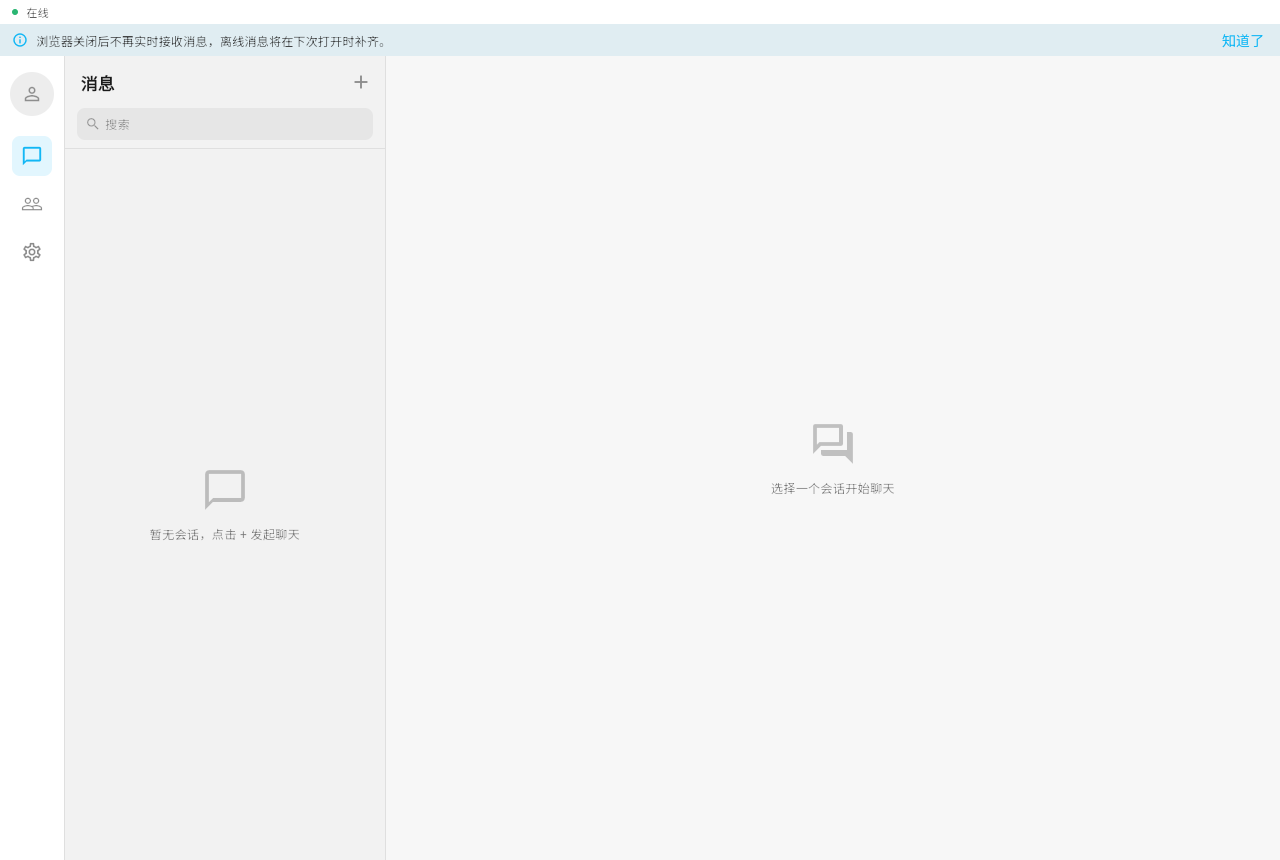 在线
浏览器关闭后不再实时接收消息，离线消息将在下次打开时补齐。
知道了
消息
搜索
暂无会话，点击 + 发起聊天
选择一个会话开始聊天